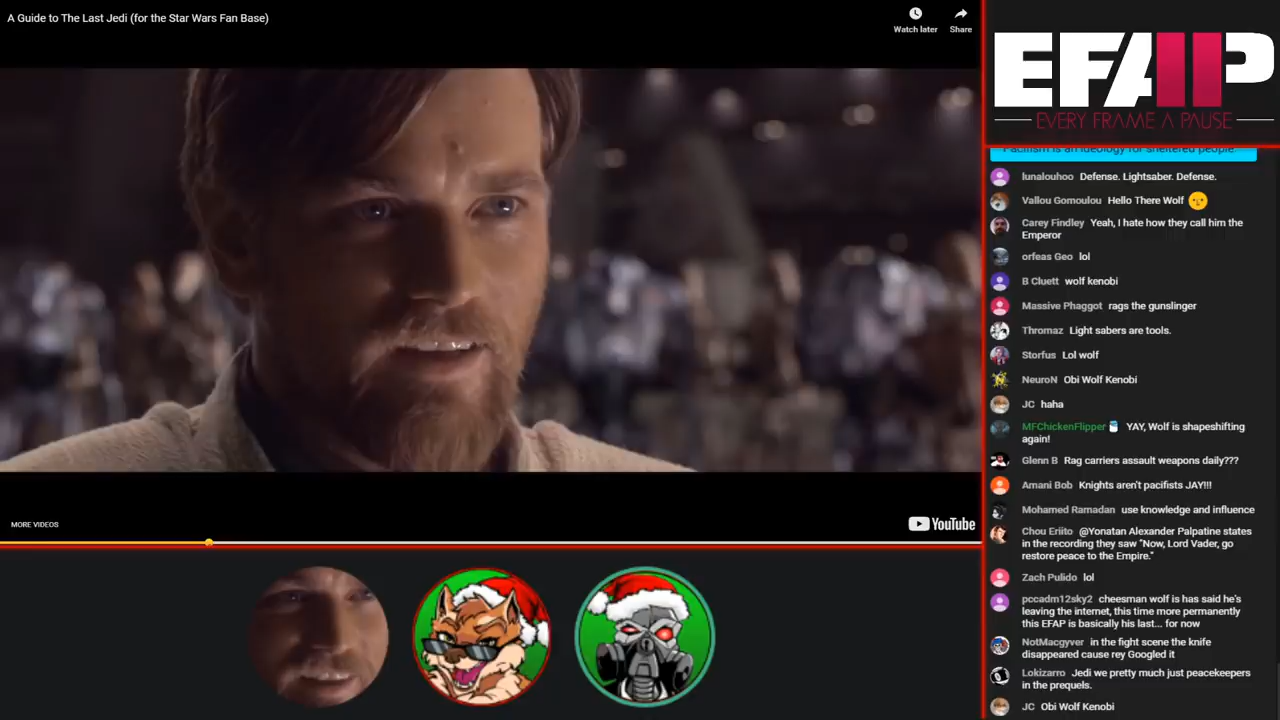 A Guide to The Last Jedi (for the Star Wars Fan Base)
Watch later
Share
MORE VIDEOS
YouTube
EFAP
EVERY FRAME A PAUSE
Pacifism is an ideology for sheltered people.
lunalouhoo Defense. Lightsaber. Defense.
Vallou Gomoulou Hello There Wolf
Carey Findley Yeah, I hate how they call him the
Emperor
orfeas Geo lol
B Cluett wolf kenobi
Massive Phaggot rags the gunslinger
Thromaz Light sabers are tools.
Storfus Lol wolf
NeuroN Obi Wolf Kenobi
JC haha
MFChickenFlipper YAY, Wolf is shapeshifting
again!
Glenn B Rag carriers assault weapons daily???
Amani Bob Knights aren't pacifists JAY!!!
Mohamed Ramadan use knowledge and influence
Chou Eriito @Yonatan Alexander Palpatine states
in the recording they saw "Now, Lord Vader, go
restore peace to the Empire."
Zach Pulido lol
pccadm12sky2 cheesman wolf is has said he's
leaving the internet, this time more permanently
this EFAP is basically his last... for now
NotMacgyver in the fight scene the knife
disappeared cause rey Googled it
Lokizarro Jedi we pretty much just peacekeepers
in the prequels.
JC Obi Wolf Kenobi